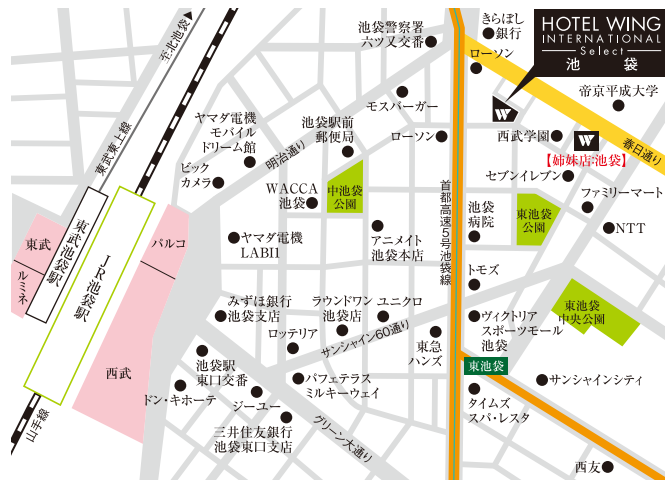 HOTEL WING
INTERNATIONAL
Select
池 袋
きらぼし
銀行
池袋警察署
六ツ又交番
至北池袋
ローソン
帝京平成大学
モスバーガー
ヤマダ電機
モバイル
ドリーム館
池袋駅前
郵便局
ローソン
西武学園
W
W
春日通り
【姉妹店:池袋】
東武東上線
明治通り
ビック
カメラ
セブンイレブン
WACCA
池袋
中池袋
公園
首都高速5号池袋線
ファミリーマート
池袋
病院
東池袋
公園
NTT
東武
ルミネ
東武池袋駅
JR池袋駅
パルコ
ヤマダ電機
LABI1
アニメイト
池袋本店
トモズ
みずほ銀行
池袋支店
ラウンドワン
池袋店
ユニクロ
ヴィクトリア
スポーツモール
池袋
東池袋
中央公園
ロッテリア
サンシャイン60通り
東急
ハンズ
東池袋
池袋駅
東口交番
西武
パフェテラス
ミルキーウェイ
サンシャインシティ
ドン・キホーテ
ジーユー
タイムズ
スパ・レスタ
山手線
三井住友銀行
池袋東口支店
グリーン大通り
西友